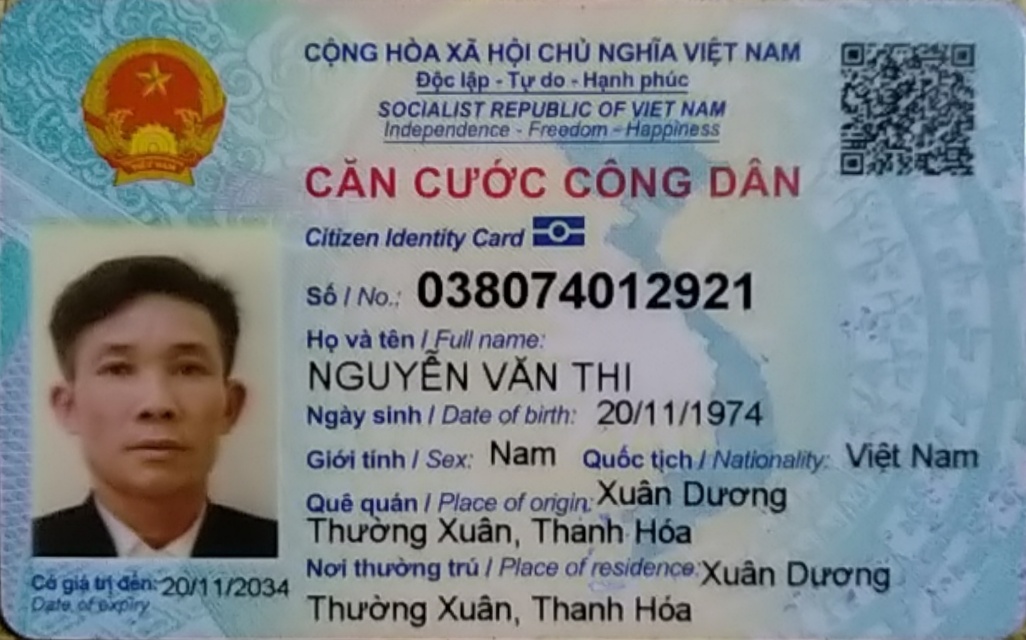 CỘNG HÒA XÃ HỘI CHỦ NGHĨA VIỆT NAM
Độc lập - Tự do - Hạnh phúc
SOCIALIST REPUBLIC OF VIET NAM
Independence - Freedom - Happiness
CĂN CƯỚC CÔNG DÂN
Citizen Identity Card
Số / No.: 038074012921
Họ và tên / Full name:
NGUYỄN VĂN THI
Ngày sinh / Date of birth: 20/11/1974
Giới tính / Sex: Nam Quốc tịch / Nationality: Việt Nam
Quê quán / Place of origin: Xuân Dương
Thường Xuân, Thanh Hóa
Nơi thường trú / Place of residence: Xuân Dương
Thường Xuân, Thanh Hóa
Có giá trị đến: 20/11/2034
Date of expiry